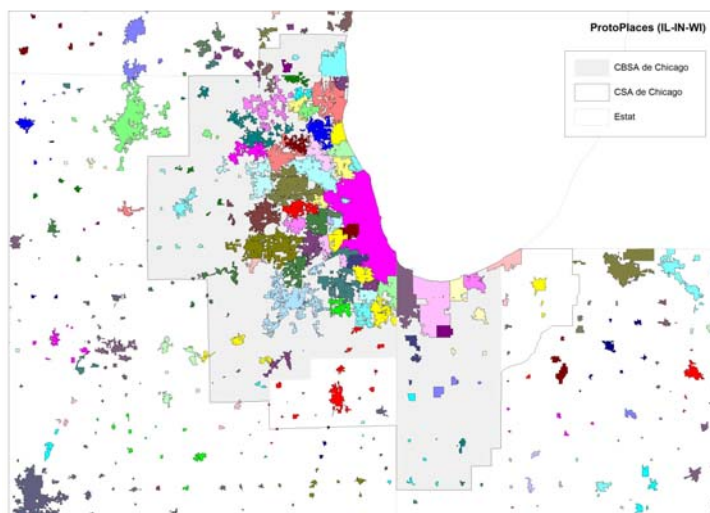 ProtoPlaces (IL-IN-WI)
CBSA de Chicago
CSA de Chicago
Estat